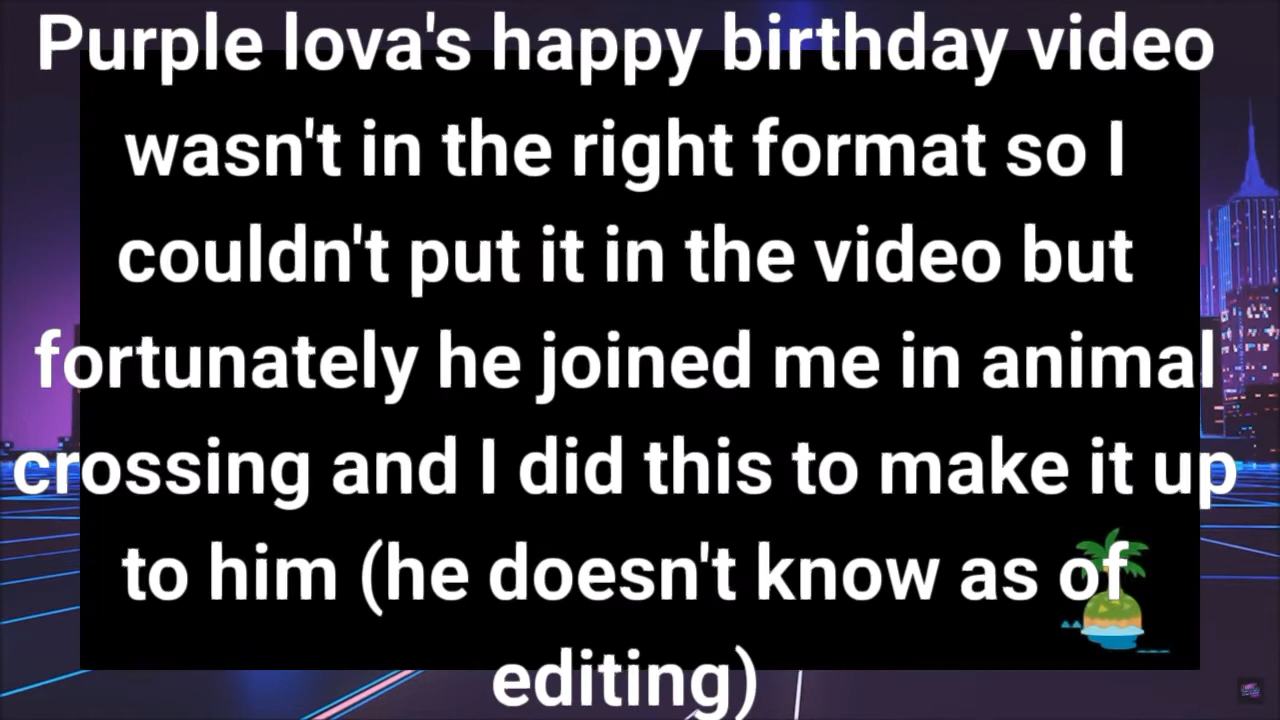 Purple lova's happy birthday video
wasn't in the right format so I
couldn't put it in the video but
fortunately he joined me in animal
crossing and I did this to make it up
to him (he doesn't know as of
editing)